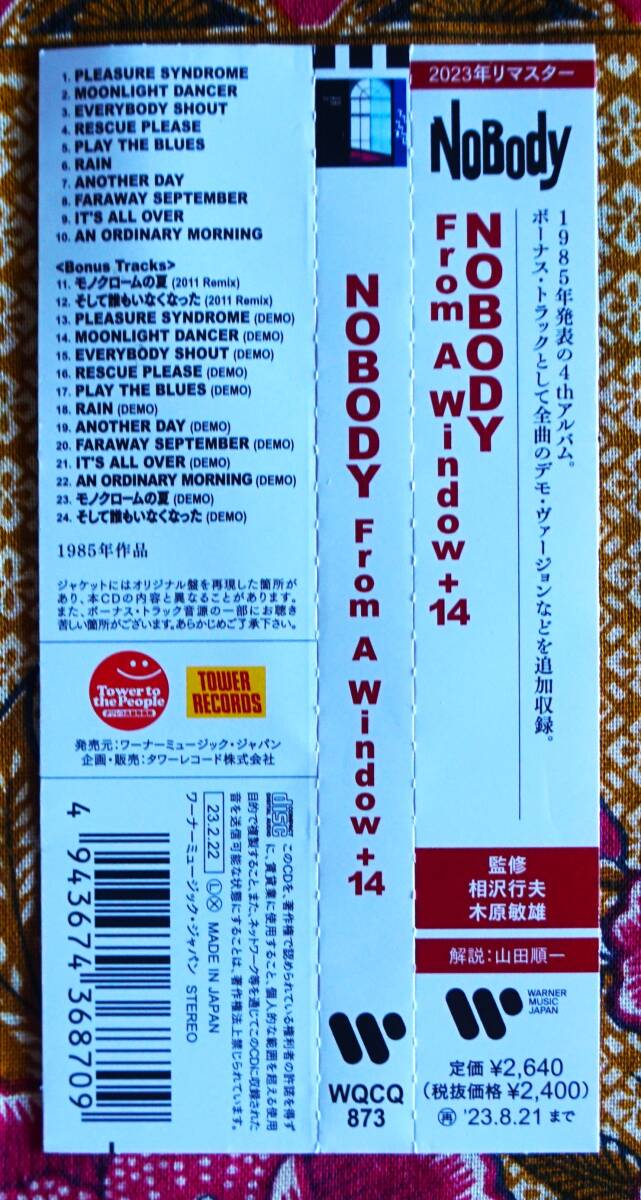 1. PLEASURE SYNDROME
2. MOONLIGHT DANCER
3. EVERYBODY SHOUT
4. RESCUE PLEASE
5. PLAY THE BLUES
6. RAIN
7. ANOTHER DAY
8. FARAWAY SEPTEMBER
9. IT'S ALL OVER
10. AN ORDINARY MORNING
<Bonus Tracks>
11. モノクロームの夏 (2011 Remix)
12. そして誰もいなくなった (2011 Remix)
13. PLEASURE SYNDROME (DEMO)
14. MOONLIGHT DANCER (DEMO)
15. EVERYBODY SHOUT (DEMO)
16. RESCUE PLEASE (DEMO)
17. PLAY THE BLUES (DEMO)
18. RAIN (DEMO)
19. ANOTHER DAY (DEMO)
20. FARAWAY SEPTEMBER (DEMO)
21. IT'S ALL OVER (DEMO)
22. AN ORDINARY MORNING (DEMO)
23. モノクロームの夏 (DEMO)
24. そして誰もいなくなった (DEMO)
1985年作品
ジャケットにはオリジナル盤を再現した箇所が
あり、本CDの内容と異なることがあります。
また、ボーナス・トラック音源の一部にお聴き
苦しい箇所がございます。あらかじめご了承下さい。
Tower to
the People
TOWER
RECORDS
発売元：ワーナーミュージック・ジャパン
企画・販売：タワーレコード株式会社
COMPACT
disc
DIGITAL AUDIO
このCDを、著作権で認められている権利者の許諾を得ず
に、賃貸業に使用すること、個人的な範囲を超える使用
目的で複製すること、また、ネットワーク等を通じてこのCDに収録された
音を送信可能な状態にすることは、著作権法上禁じられています。
23.2.22 Ⓛ Ⓧ MADE IN JAPAN
ワーナーミュージック・ジャパン STEREO
4 943674 368709
NOBODY From A Window +14
WQCQ
873
2023年リマスター
NoBody
NOBODY
From A Window +14
1985年発表の4thアルバム。
ボーナス・トラックとして全曲のデモ・ヴァージョンなどを追加収録。
監修
相沢行夫
木原敏雄
解説：山田順一
WARNER
MUSIC
JAPAN
定価 ¥2,640
(税抜価格 ¥2,400)
㊢ '23.8.21 まで